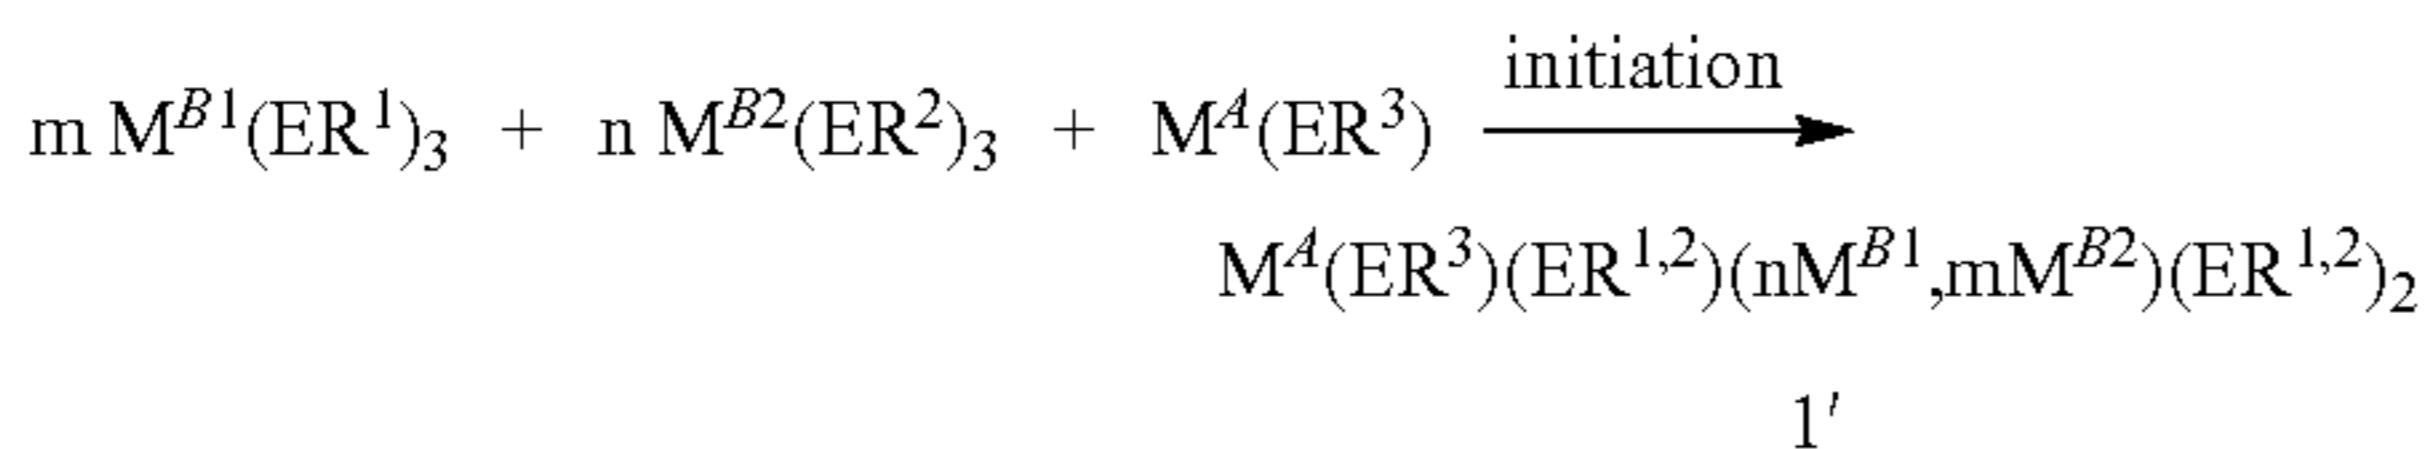 initiation
m M^{B1}(ER^1)_3 + n M^{B2}(ER^2)_3 + M^A(ER^3) ⟶
M^A(ER^3)(ER^{1,2})(nM^{B1},mM^{B2})(ER^{1,2})_2
1′